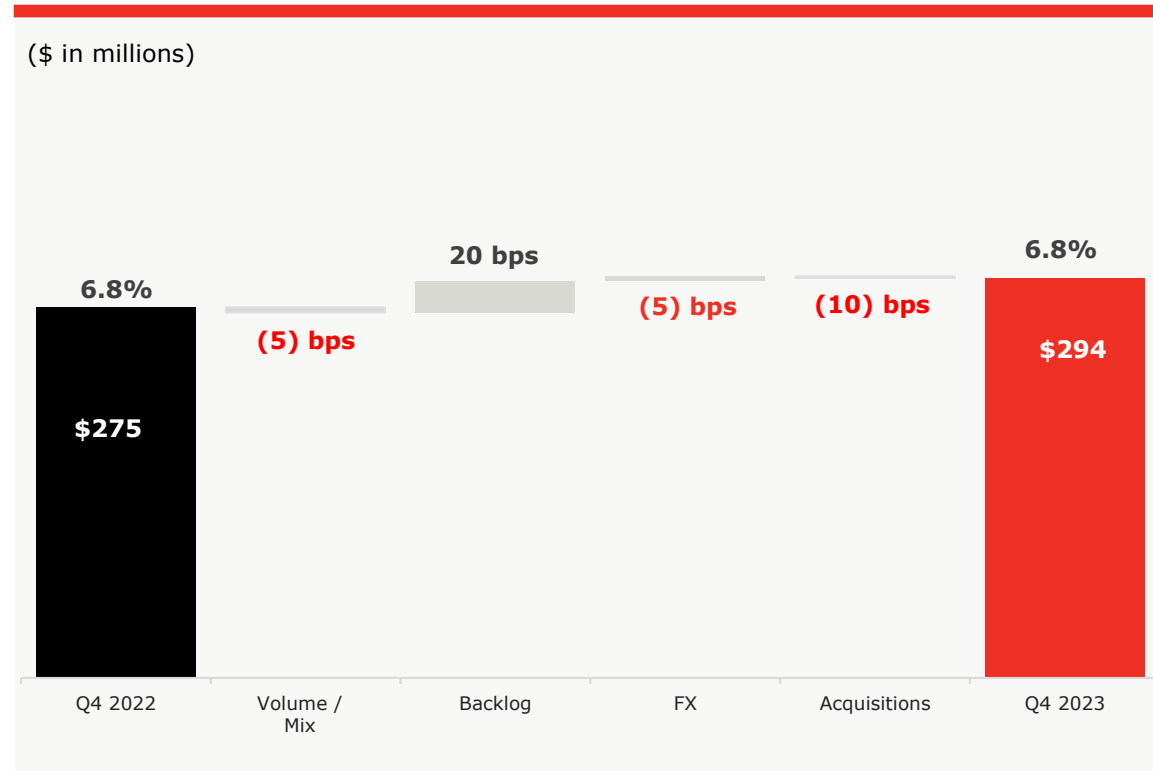 ($ in millions)
6.8%
$275
(5) bps
20 bps
(5) bps
(10) bps
6.8%
$294
Q4 2022
Volume /
Mix
Backlog
FX
Acquisitions
Q4 2023